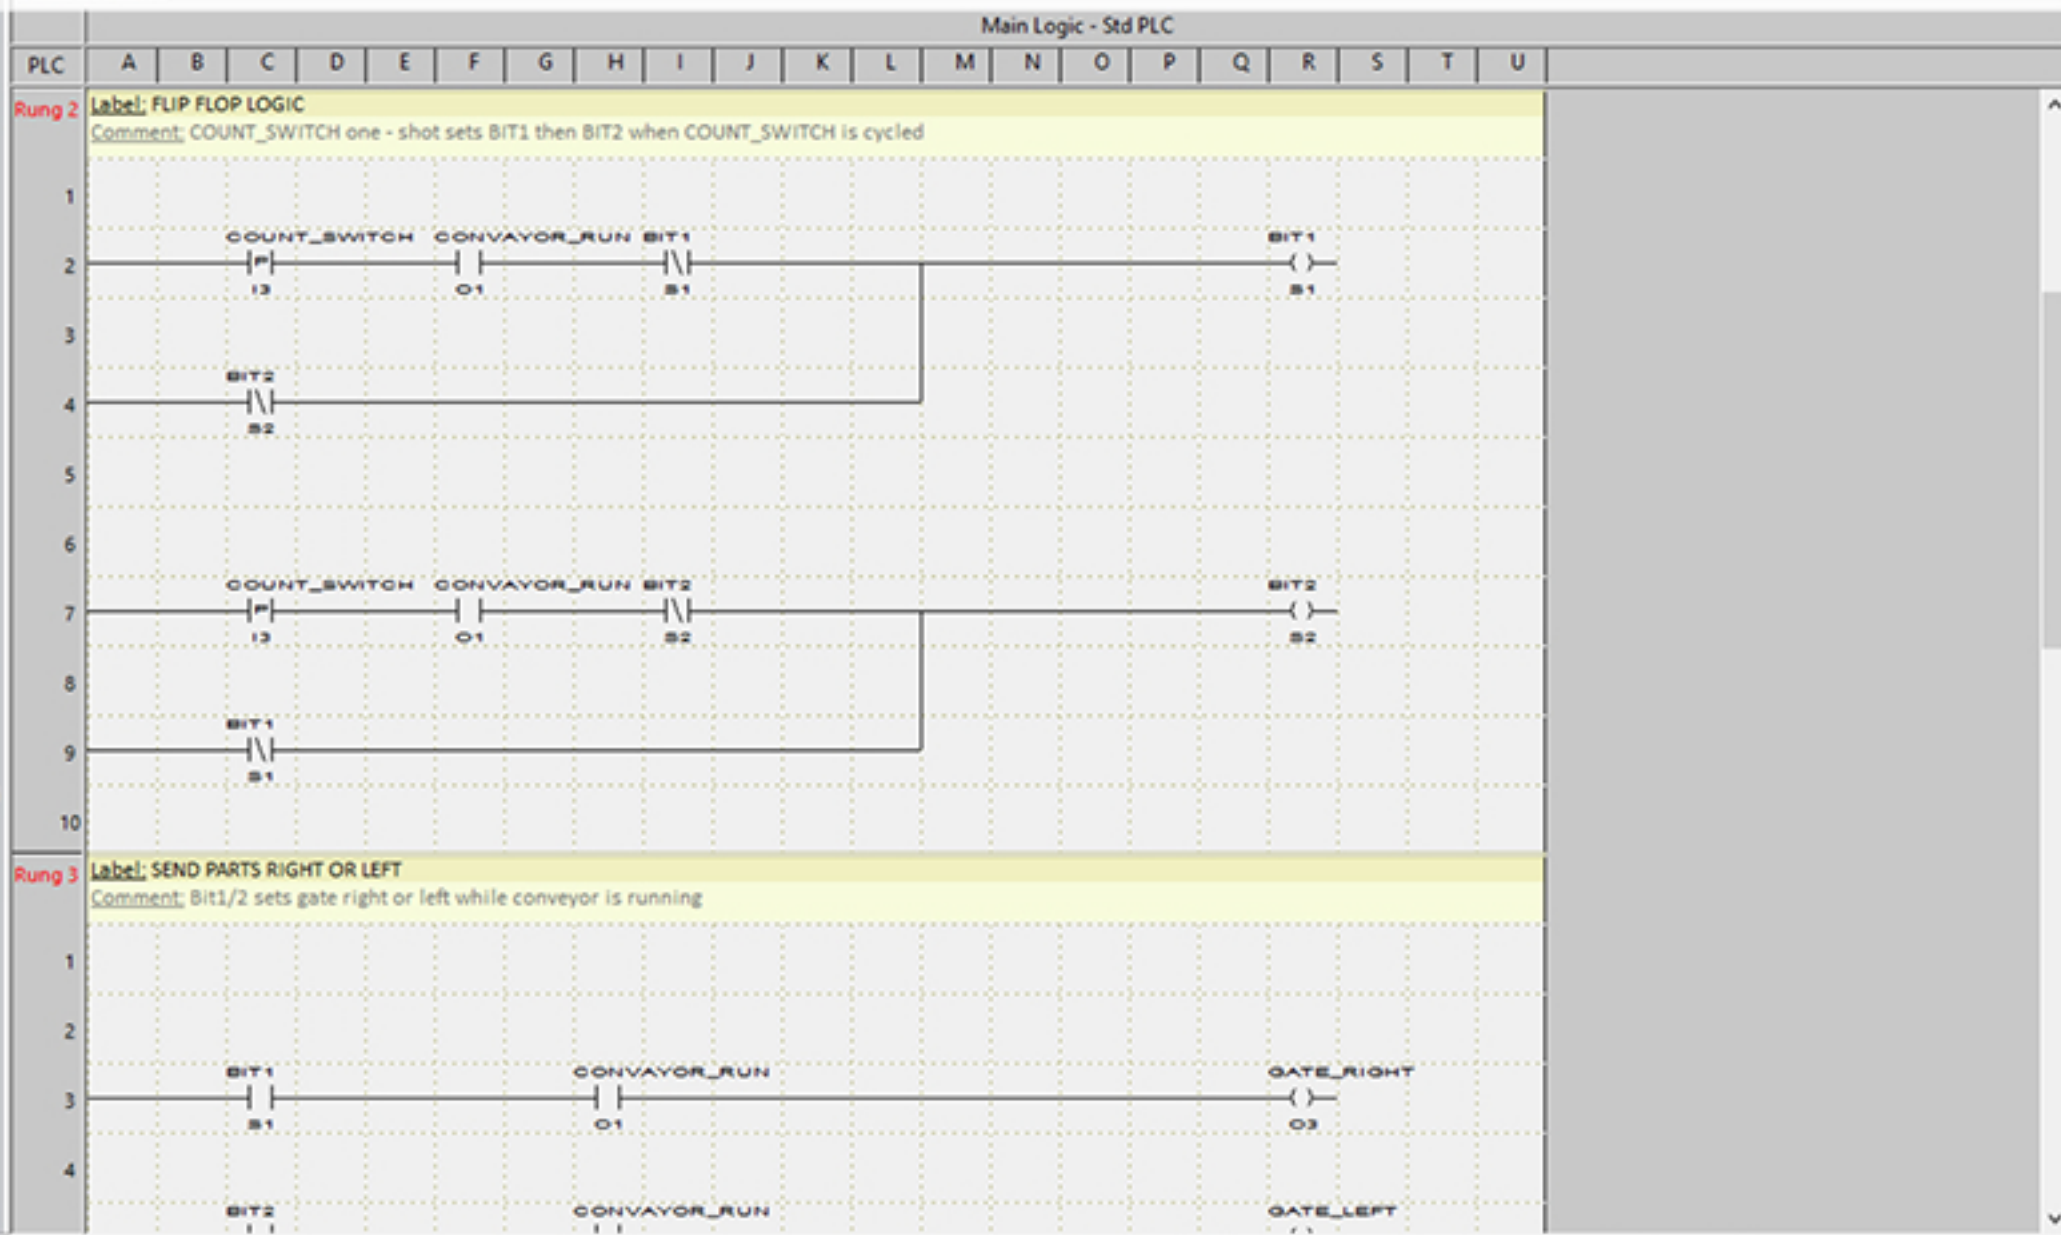 Main Logic - Std PLC
PLC A B C D E F G H I J K L M N O P Q R S T U
Rung 2 Label: FLIP FLOP LOGIC
Comment: COUNT_SWITCH one - shot sets BIT1 then BIT2 when COUNT_SWITCH is cycled
1
COUNT_SWITCH CONVAYOR_RUN BIT1 BIT1
2 P
I3 O1 S1 S1
3
BIT2
4
S2
5
6
COUNT_SWITCH CONVAYOR_RUN BIT2 BIT2
7 P
I3 O1 S2 S2
8
BIT1
9
S1
10
Rung 3 Label: SEND PARTS RIGHT OR LEFT
Comment: Bit1/2 sets gate right or left while conveyor is running
1
2
BIT1 CONVAYOR_RUN GATE_RIGHT
3
S1 O1 O3
4
BIT2 CONVAYOR_RUN GATE_LEFT